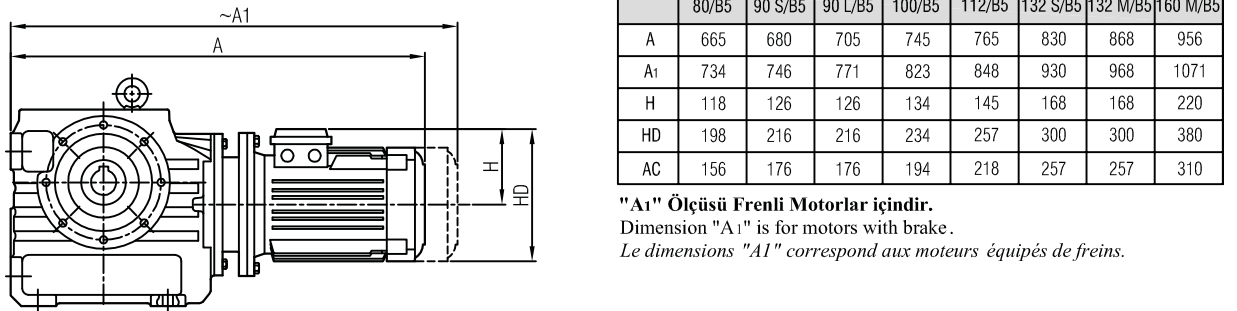 ~A1
A
H
HD
80/B5 90 S/B5 90 L/B5 100/B5 112/B5 132 S/B5 132 M/B5 160 M/B5
A 665 680 705 745 765 830 868 956
A1 734 746 771 823 848 930 968 1071
H 118 126 126 134 145 168 168 220
HD 198 216 216 234 257 300 300 380
AC 156 176 176 194 218 257 257 310
"A1" Ölçüsü Frenli Motorlar içindir.
Dimension "A1" is for motors with brake.
Le dimensions "A1" correspond aux moteurs équipés de freins.